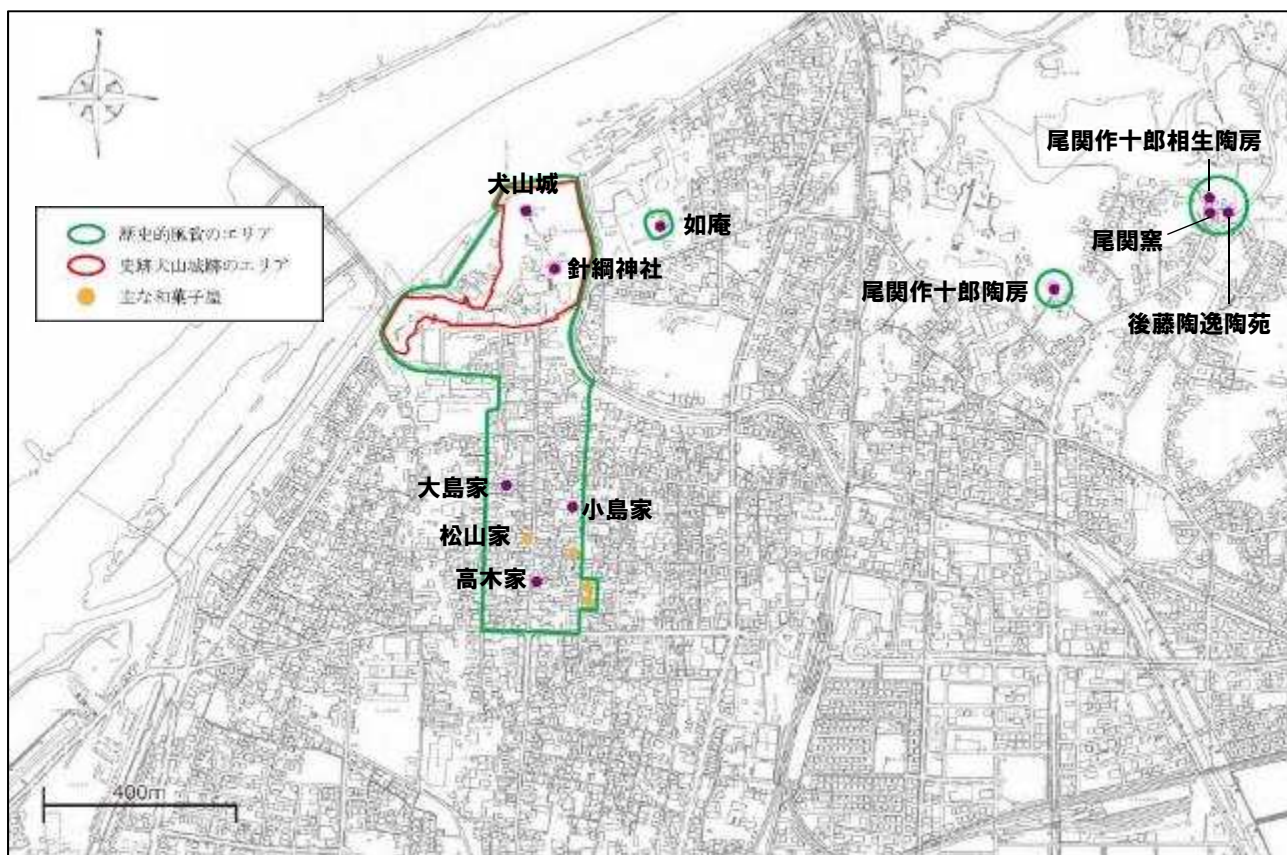 犬山城
如庵
針綱神社
尾関作十郎相生陶房
尾関窯
尾関作十郎陶房
後藤陶逸陶苑
歴史的風致のエリア
史跡犬山城跡のエリア
主な和菓子屋
大島家
小島家
松山家
高木家
400m